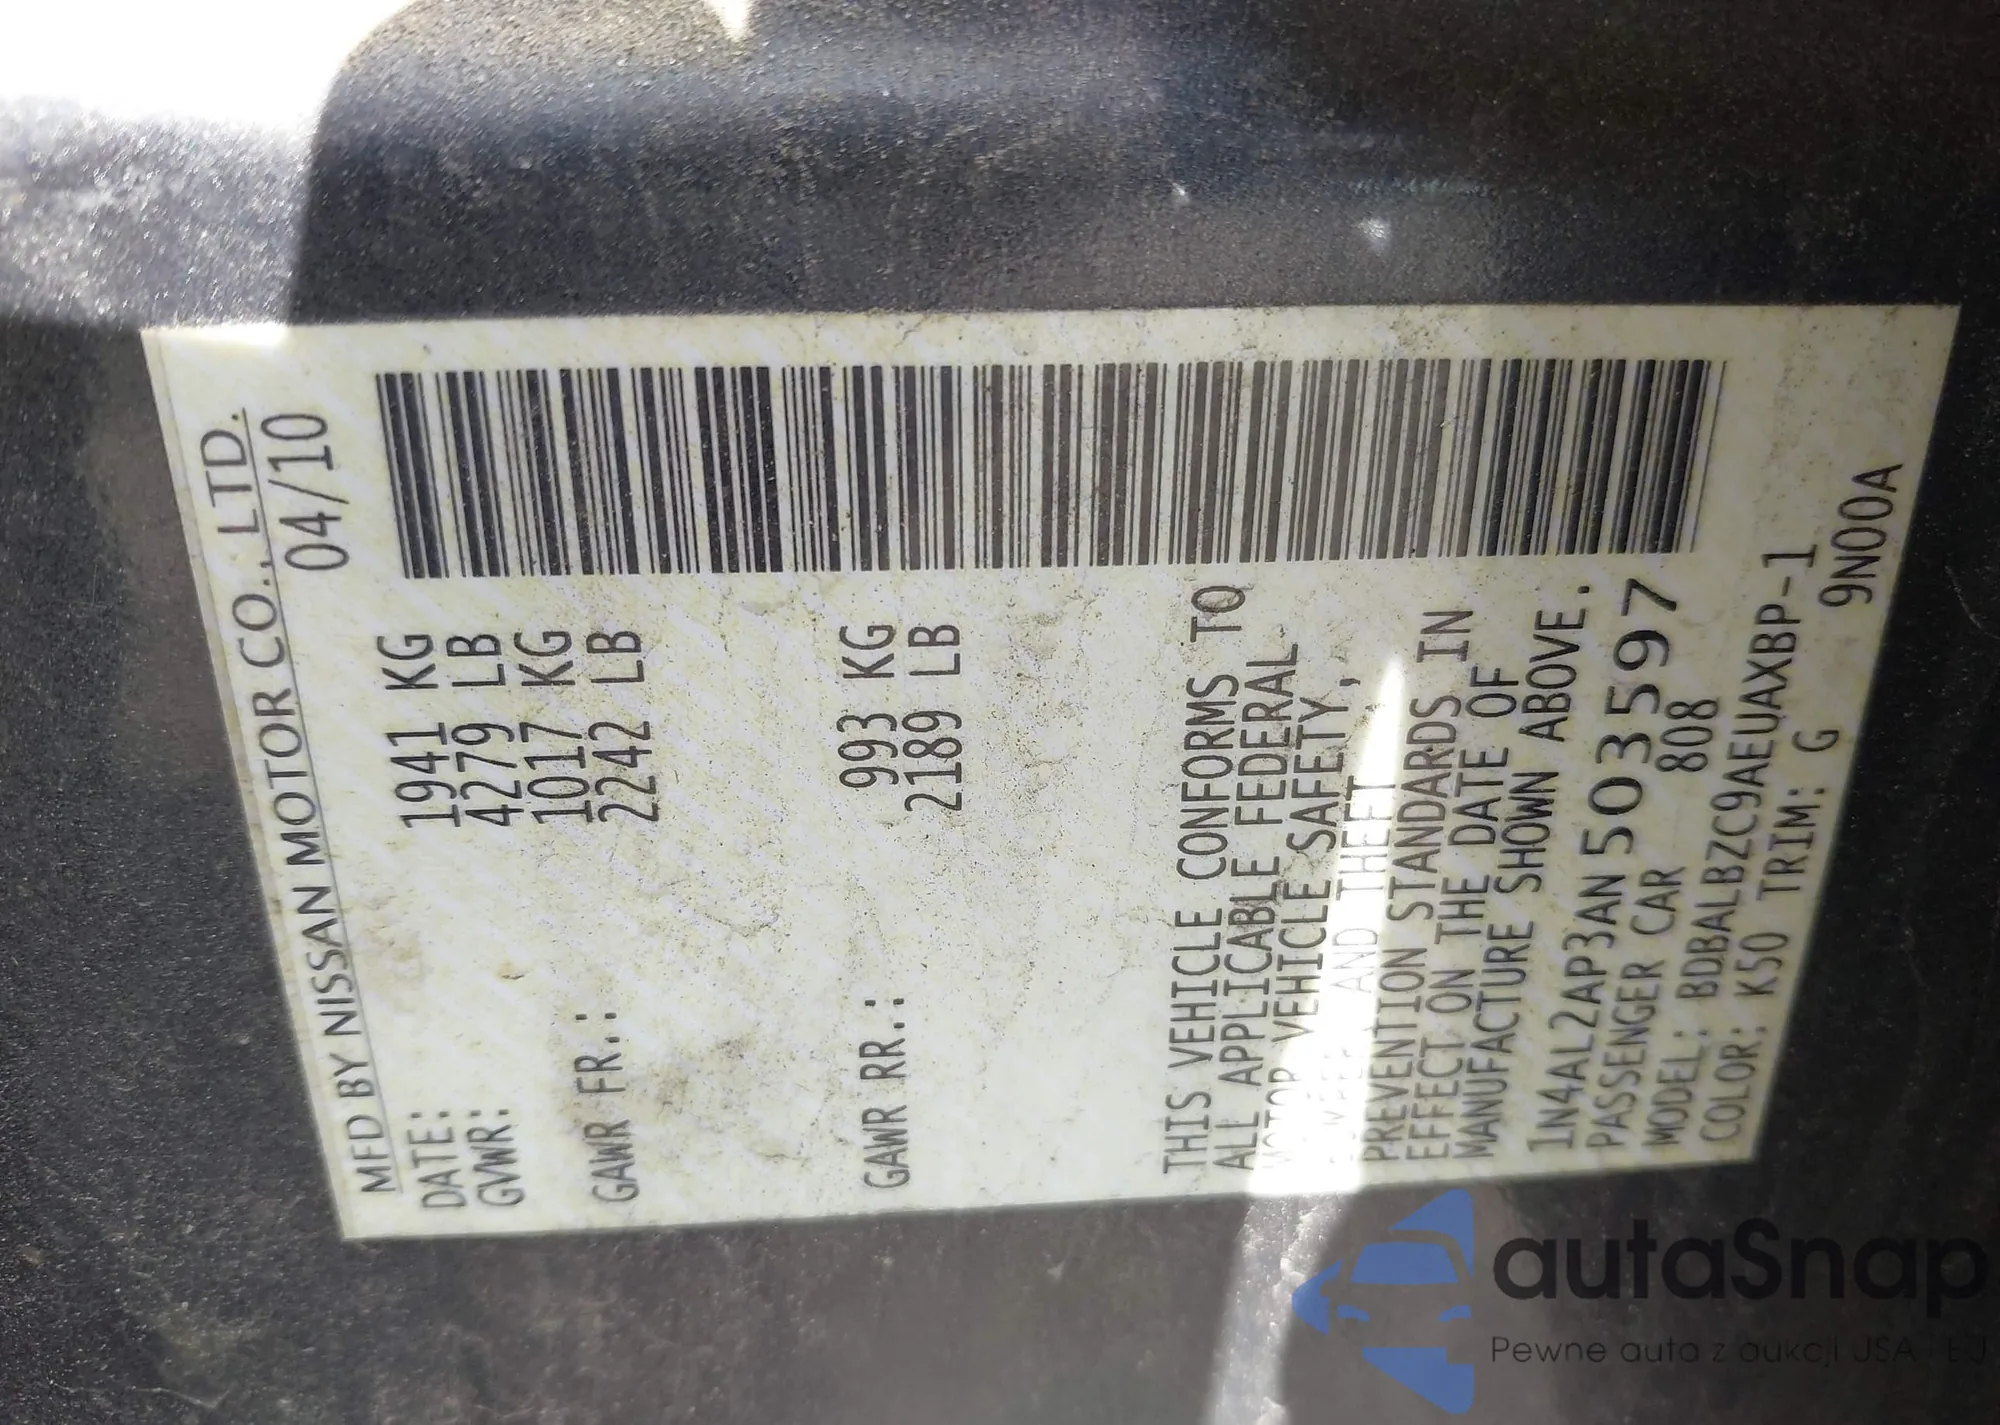 MFD BY NISSAN MOTOR CO., LTD.
DATE: 04/10
GVWR: 1941 KG
4279 LB
GAWR FR.: 1017 KG
2242 LB
GAWR RR.: 993 KG
2189 LB
THIS VEHICLE CONFORMS TO
ALL APPLICABLE FEDERAL
MOTOR VEHICLE SAFETY,
AND THEFT
PREVENTION STANDARDS IN
EFFECT ON THE DATE OF
MANUFACTURE SHOWN ABOVE.
1N4AL2AP3AN503597
PASSENGER CAR 808
MODEL: BDBALBZC9AEUAXBP-1
COLOR: K50 TRIM: G 9N00A
autaSnap
Pewne auta z aukcji USA i EU